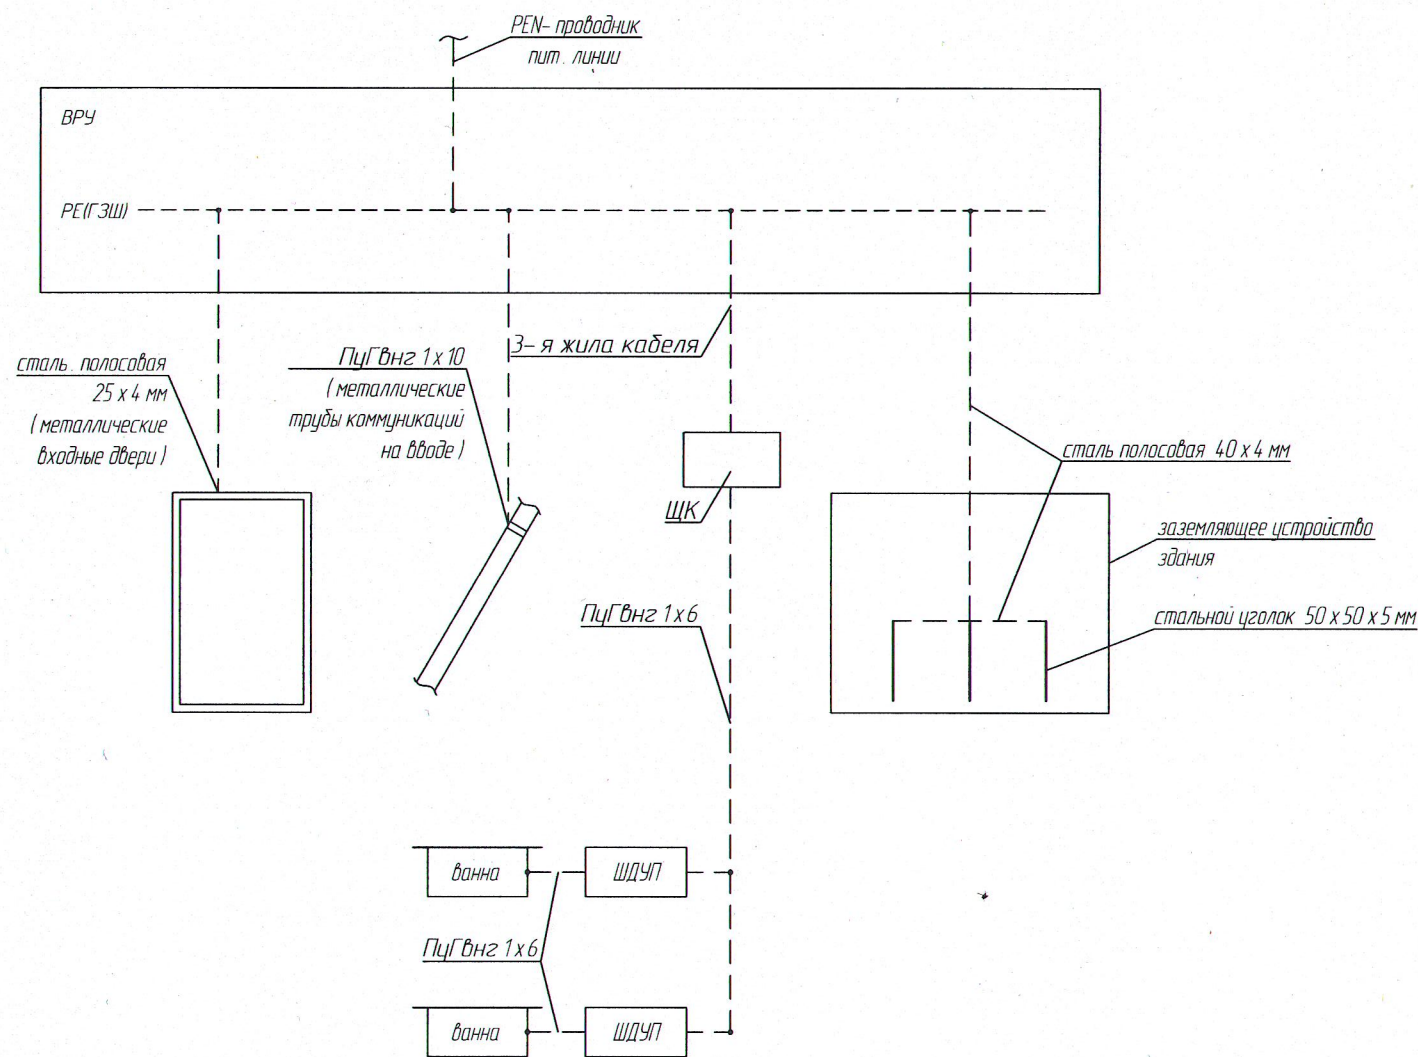 PEN- проводник
пит. линии
ВРУ
PE(ГЗШ)
3- я жила кабеля
сталь. полосовая
25 х 4 мм
( металлические
входные двери )
ПуГвнг 1 х 10
( металлические
трубы коммуникаций
на вводе )
сталь полосовая 40 х 4 мм
ЩК
заземляющее устройство
здания
ПуГвнг 1 х 6
стальной уголок 50 х 50 х 5 мм
ванна
ШДУП
ПуГвнг 1 х 6
ванна
ШДУП